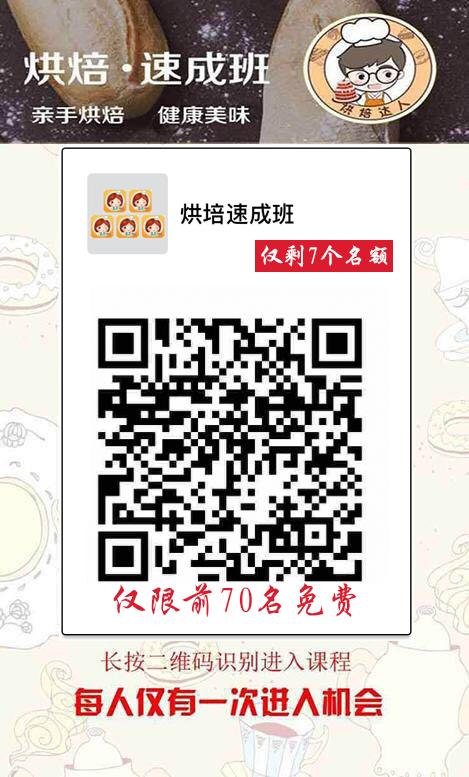 烘焙·速成班
亲手烘焙 健康美味
烘焙达人
烘培速成班
仅剩7个名额
仅限前70名免费
长按二维码识别进入课程
每人仅有一次进入机会